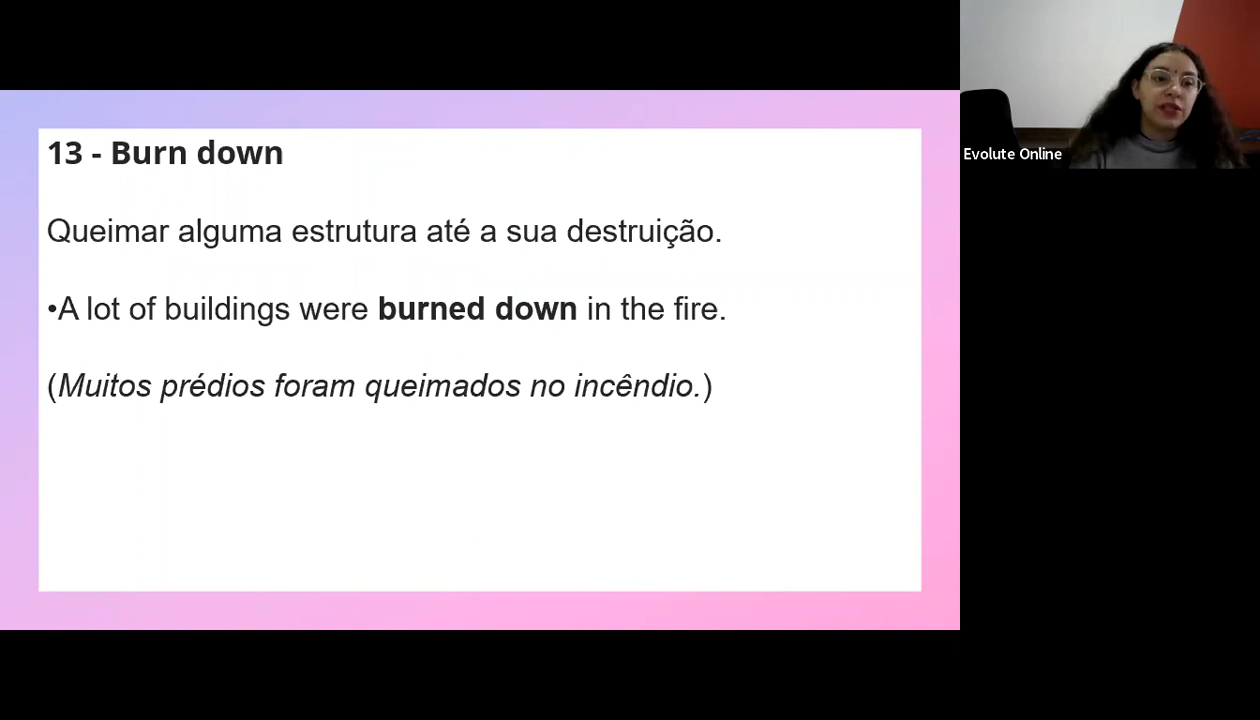 13 - Burn down
Queimar alguma estrutura até a sua destruição.
•A lot of buildings were burned down in the fire.
(Muitos prédios foram queimados no incêndio.)
Evolute Online